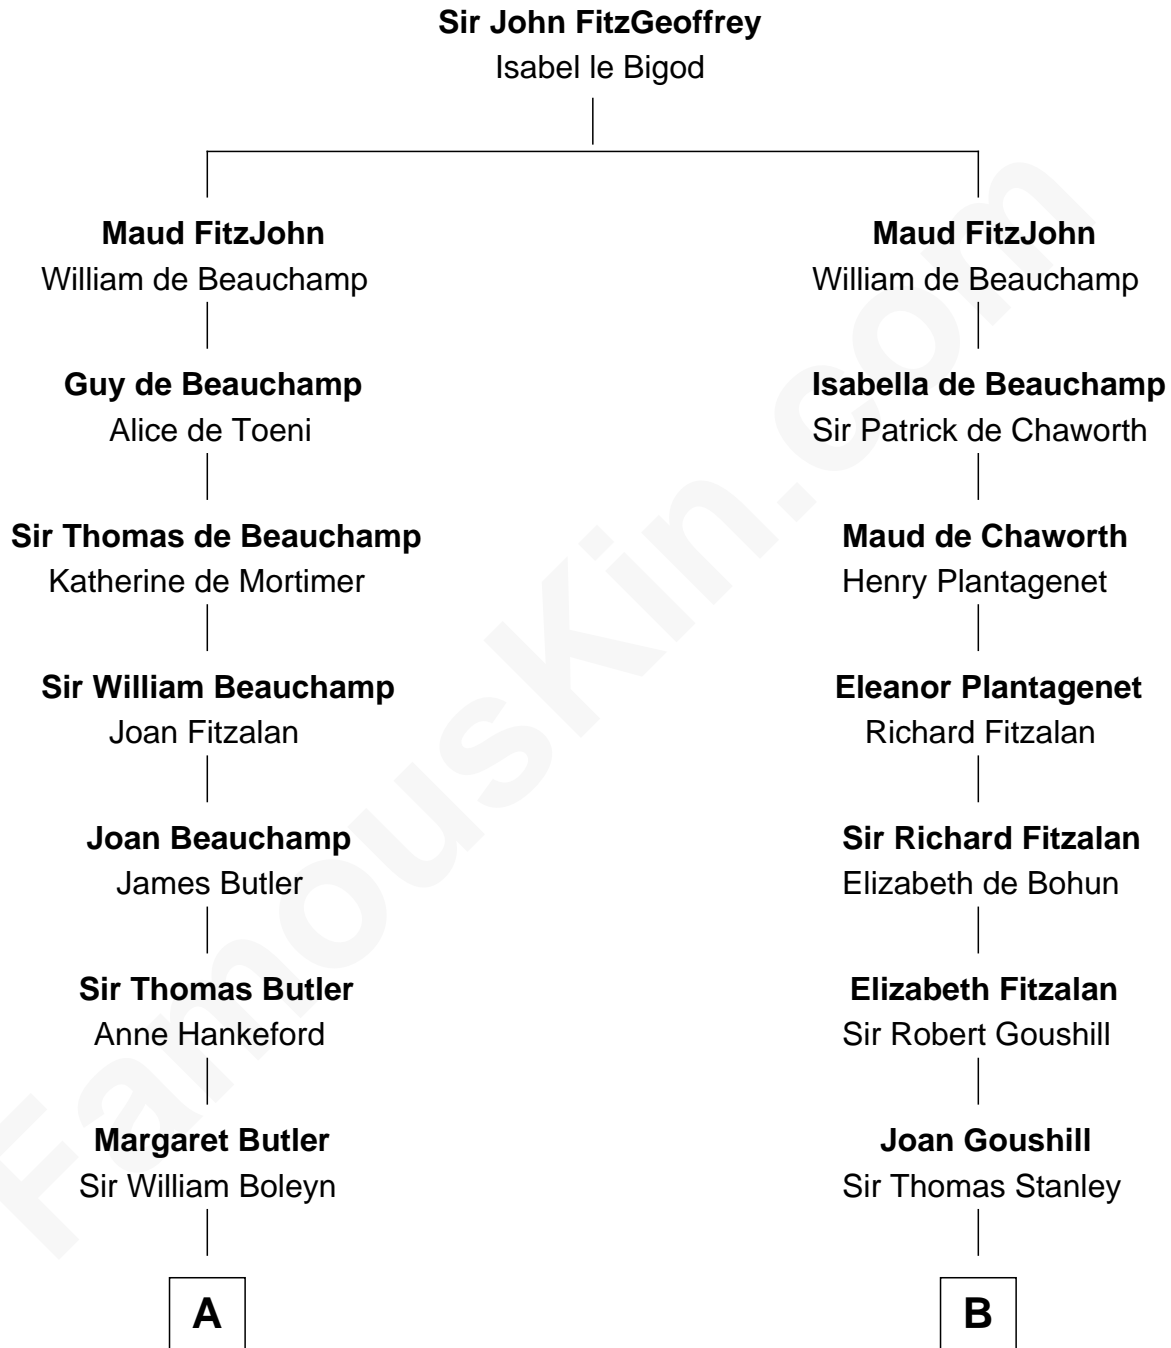 Sir John FitzGeoffrey
Isabel le Bigod
Maud FitzJohn
William de Beauchamp
Maud FitzJohn
William de Beauchamp
Guy de Beauchamp
Alice de Toeni
Isabella de Beauchamp
Sir Patrick de Chaworth
Sir Thomas de Beauchamp
Katherine de Mortimer
Maud de Chaworth
Henry Plantagenet
Sir William Beauchamp
Joan Fitzalan
Eleanor Plantagenet
Richard Fitzalan
Joan Beauchamp
James Butler
Sir Richard Fitzalan
Elizabeth de Bohun
Sir Thomas Butler
Anne Hankeford
Elizabeth Fitzalan
Sir Robert Goushill
Margaret Butler
Sir William Boleyn
Joan Goushill
Sir Thomas Stanley
A
B
FamousKin.com